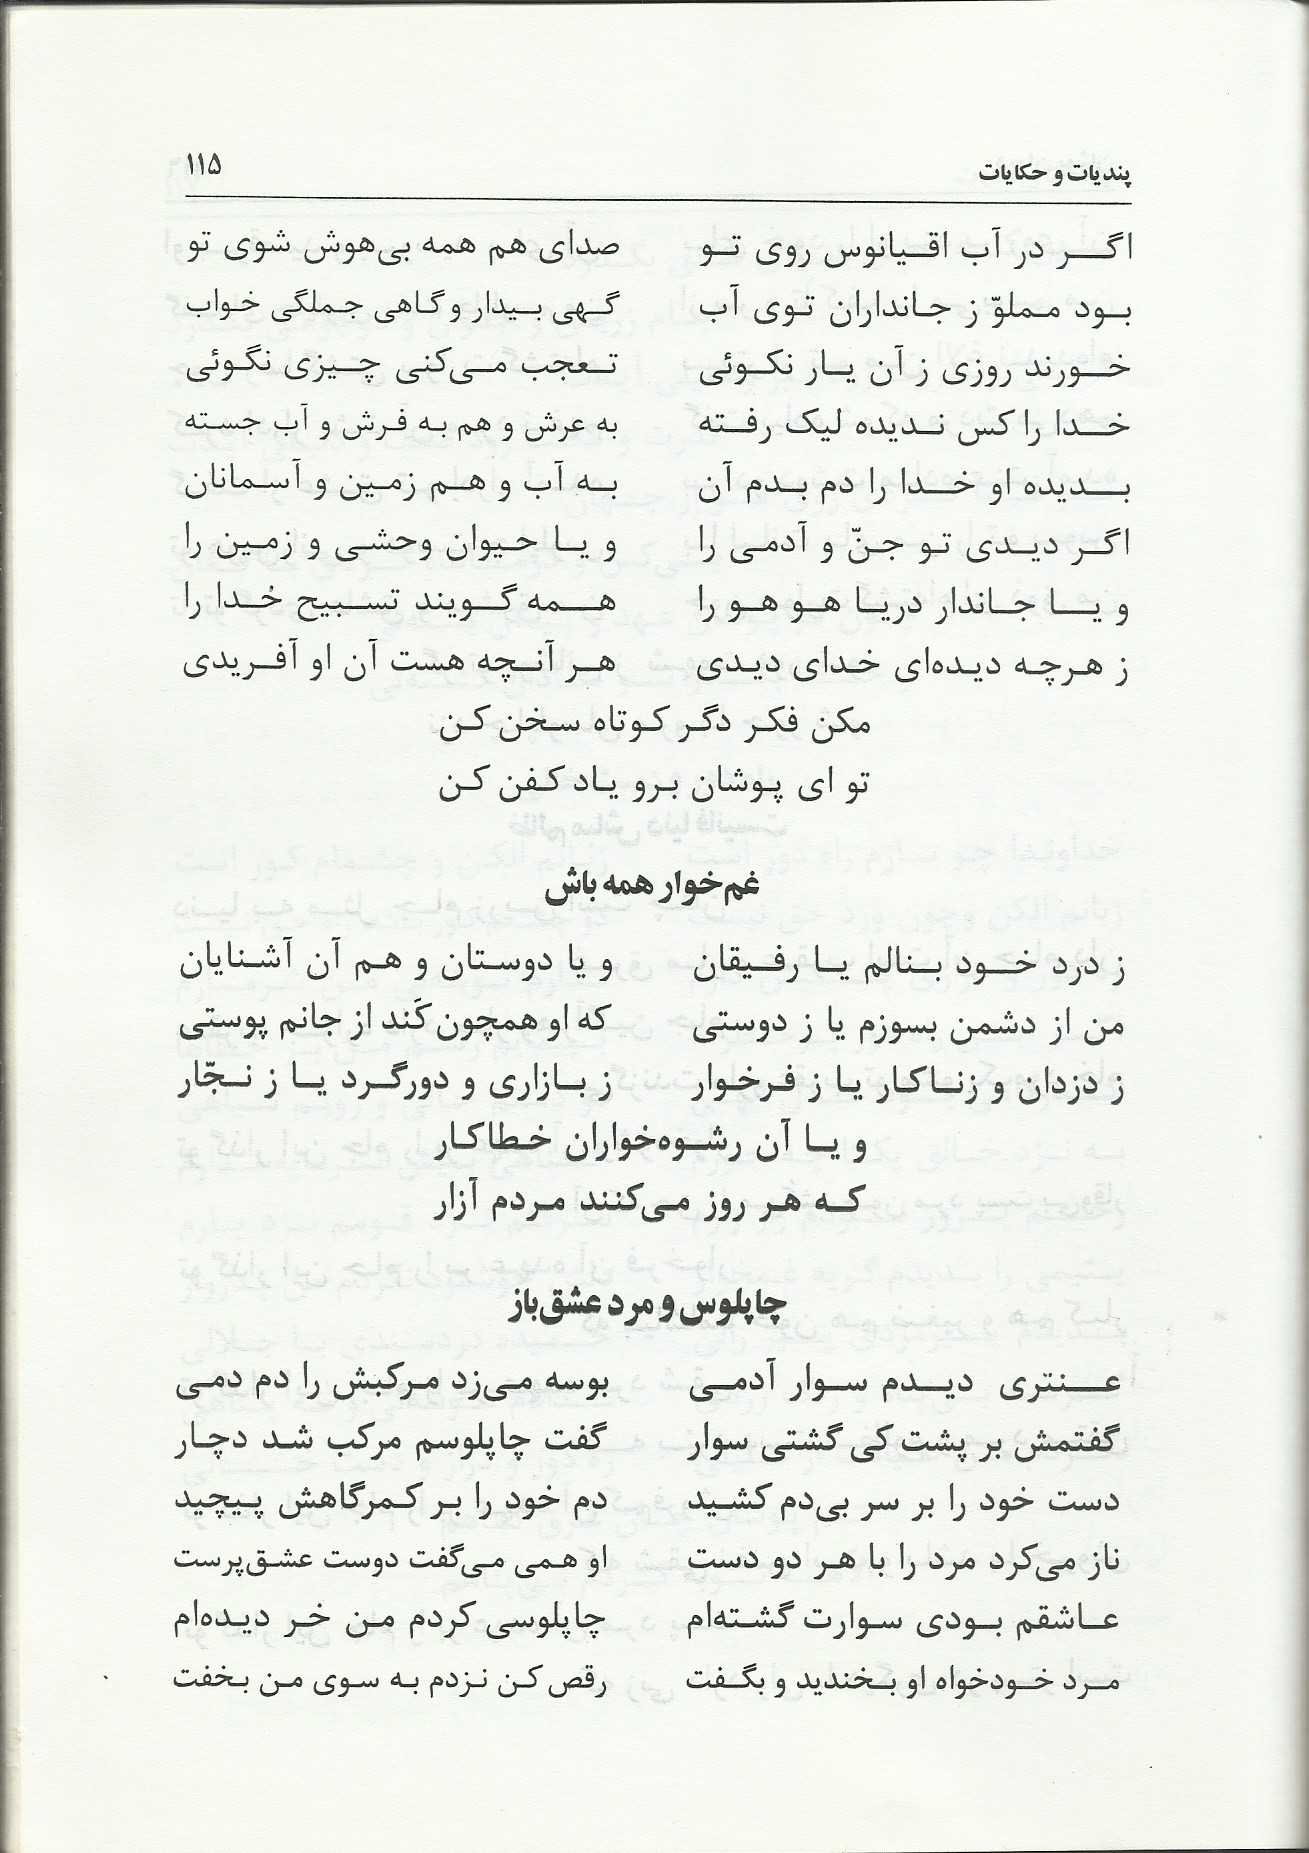 پندیات و حکایات ۱۱۵
اگر در آب اقیانوس روی تو صدای هم همه بی‌هوش شوی تو
بود مملوّ ز جانداران توی آب گهی بیدار و گاهی جملگی خواب
خورند روزی ز آن یار نکوئی تعجب می‌کنی چیزی نگوئی
خدا را کس ندیده لیک رفته به عرش و هم به فرش و آب جسته
بدیده او خدا را دم بدم آن به آب و هم زمین و آسمانان
اگر دیدی تو جنّ و آدمی را و یا حیوان وحشی و زمین را
و یا جاندار دریا هو هو را همه گویند تسبیح خدا را
ز هرچه دیده‌ای خدای دیدی هر آنچه هست آن او آفریدی
مکن فکر دگر کوتاه سخن کن
تو ای پوشان برو یاد کفن کن
غم‌خوار همه باش
ز درد خود بنالم یا رفیقان و یا دوستان و هم آن آشنایان
من از دشمن بسوزم یا ز دوستی که او همچون کَند از جانم پوستی
ز دزدان و زناکار یا ز فرخوار ز بازاری و دورگرد یا ز نجّار
و یا آن رشوه‌خواران خطاکار
که هر روز می‌کنند مردم آزار
چاپلوس و مرد عشق‌باز
عنتری دیدم سوار آدمی بوسه می‌زد مرکبش را دم دمی
گفتمش بر پشت کی گشتی سوار گفت چاپلوسم مرکب شد دچار
دست خود را بر سر بی‌دم کشید دم خود را بر کمرگاهش پیچید
ناز می‌کرد مرد را با هر دو دست او همی می‌گفت دوست عشق‌پرست
عاشقم بودی سوارت گشته‌ام چاپلوسی کردم من خر دیده‌ام
مرد خودخواه او بخندید و بگفت رقص کن نزدم به سوی من بخفت